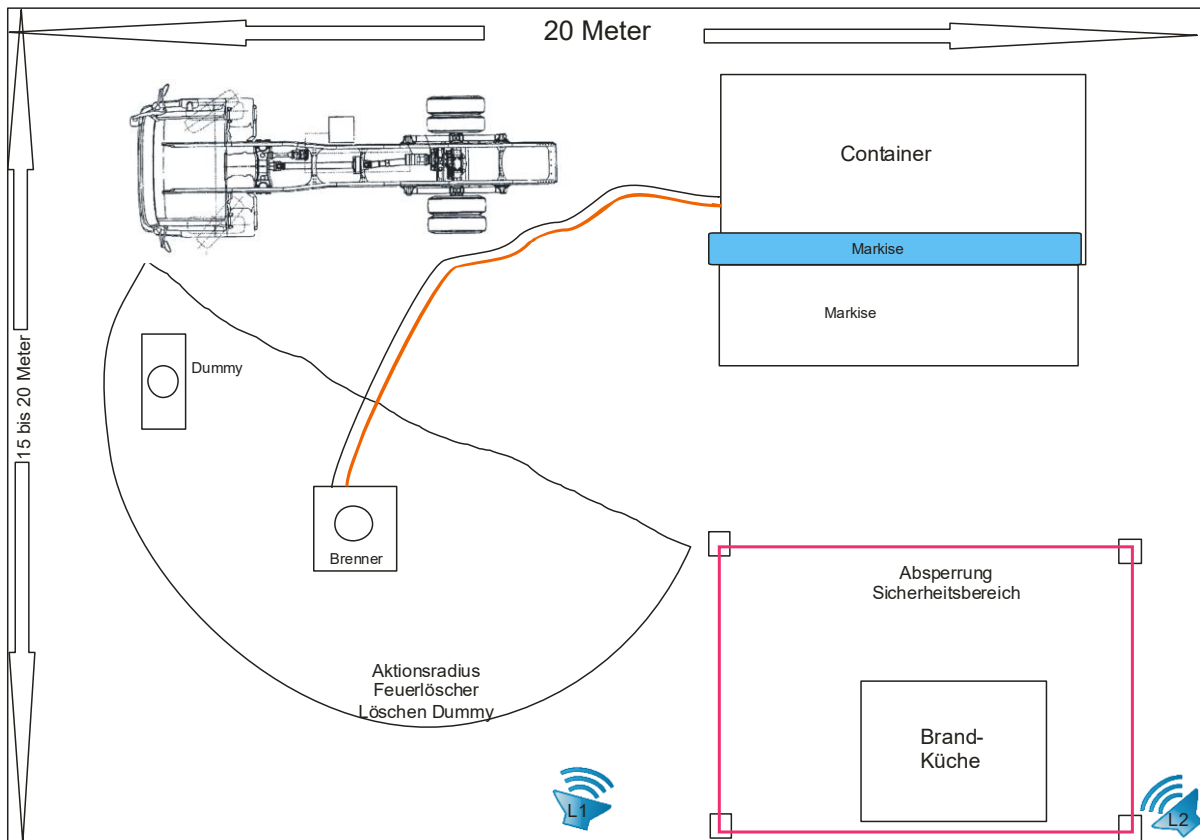 20 Meter
Container
Markise
Markise
15 bis 20 Meter
Dummy
Brenner
Absperrung
Sicherheitsbereich
Aktionsradius
Feuerlöscher
Löschen Dummy
Brand-
Küche
L1
L2